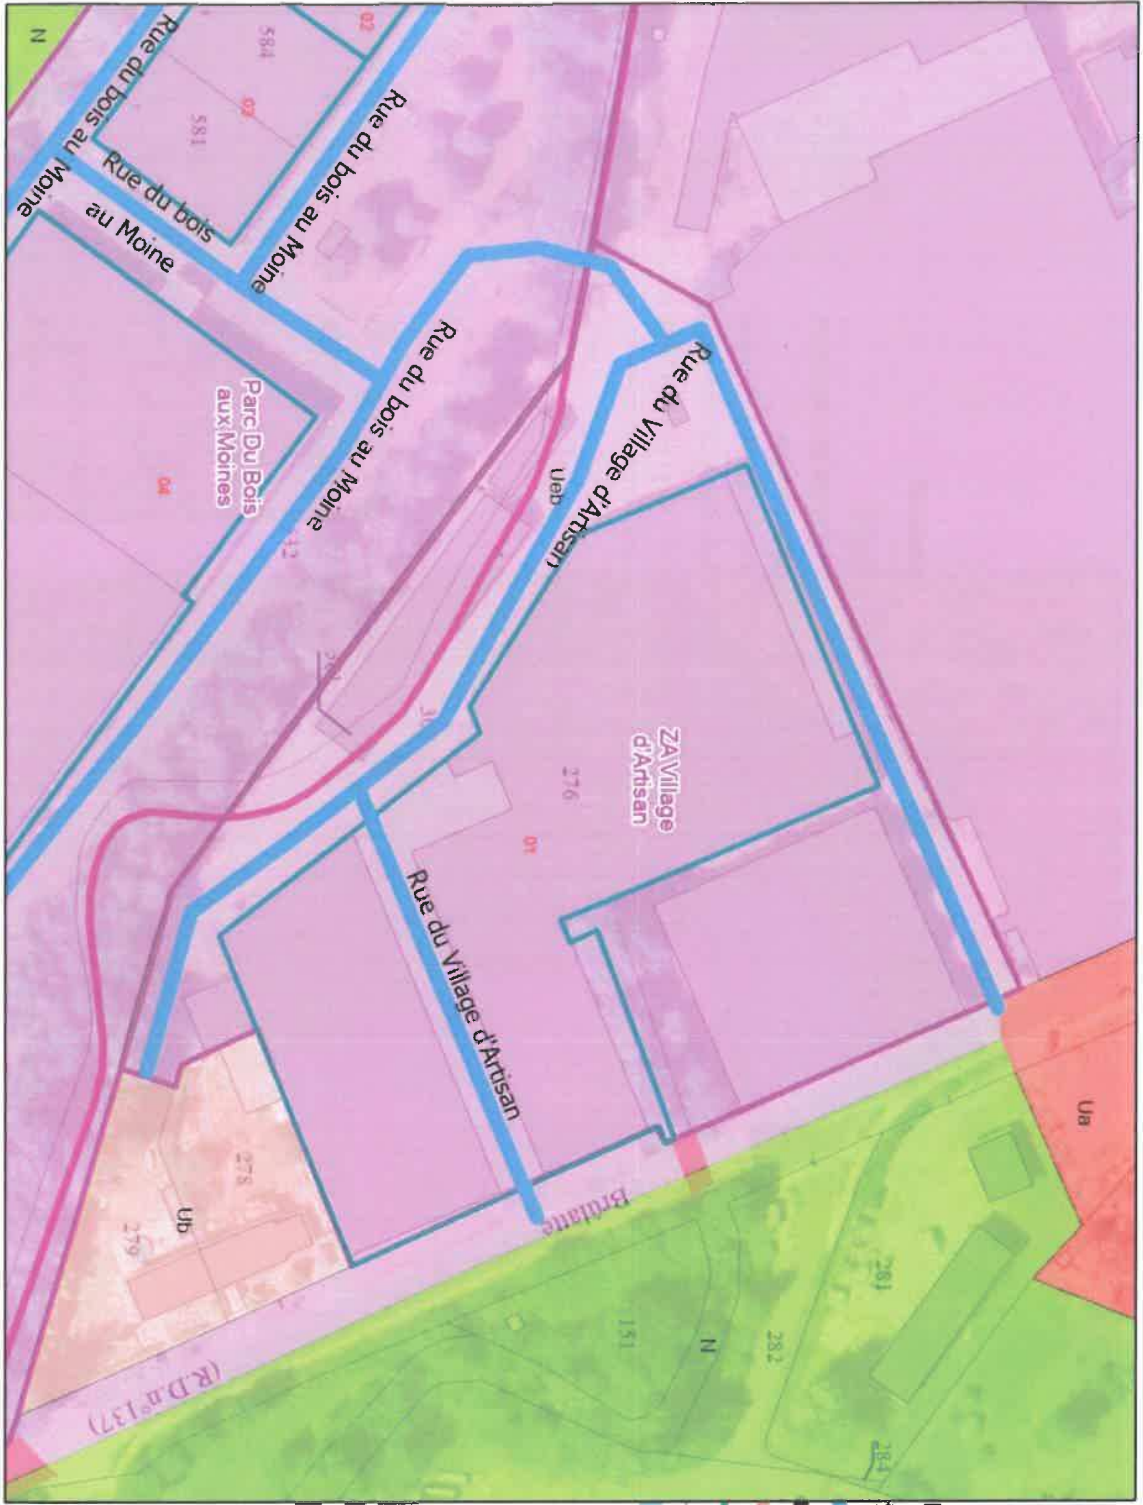 N
Rue du bois au Moine
584
02
03
581
Rue du bois au Moine
Rue du bois
au Moine
Rue du bois au Moine
Parc Du Bois
aux Moines
04
Rue du Village d'Artisan
Ueb
ZA Village
d'Artisan
276
01
Rue du Village d'Artisan
Ua
Brûlatte
Ub
278
279
281
282
151
N
284
(R.D.n°137)